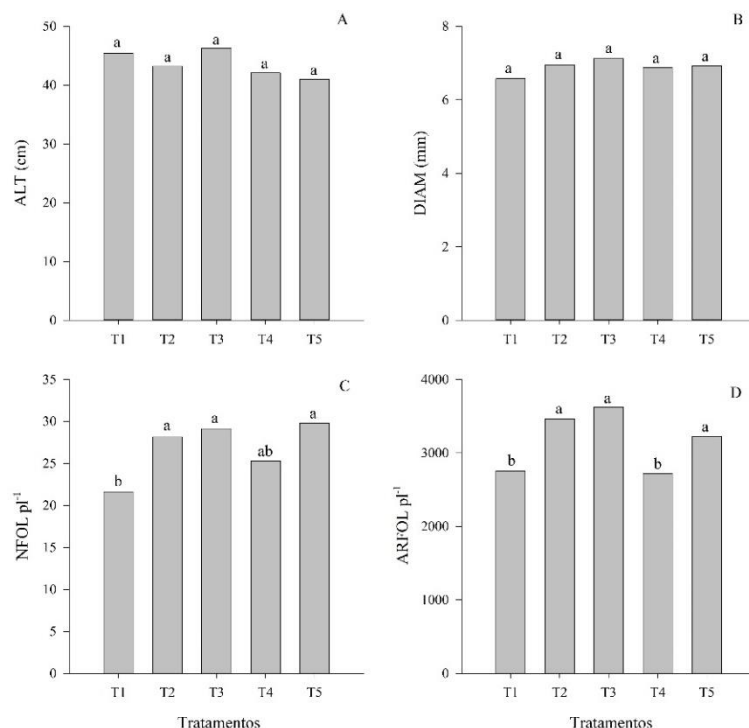 A
ALT (cm)
50
40
30
20
10
0
a a a a a
T1 T2 T3 T4 T5
B
DIAM (mm)
8
6
4
2
0
a a a a a
T1 T2 T3 T4 T5
C
NFOL pl⁻¹
35
30
25
20
15
10
5
0
b a a ab a
T1 T2 T3 T4 T5
Tratamentos
D
ARFOL pl⁻¹
4000
3000
2000
1000
0
b a a b a
T1 T2 T3 T4 T5
Tratamentos